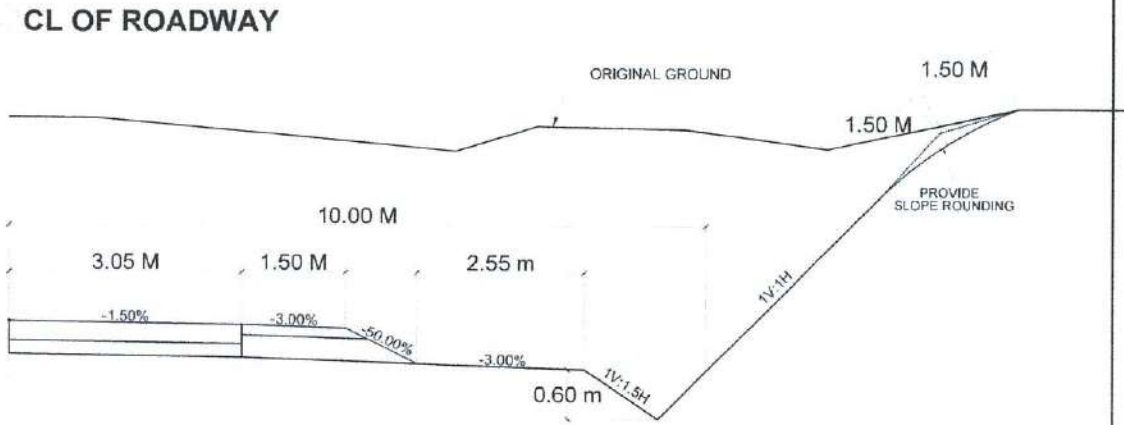 CL OF ROADWAY
ORIGINAL GROUND
1.50 M
1.50 M
PROVIDE
SLOPE ROUNDING
10.00 M
3.05 M
1.50 M
2.55 m
1V:1H
-1.50%
-3.00%
-50.00%
-3.00%
1V:1.5H
0.60 m